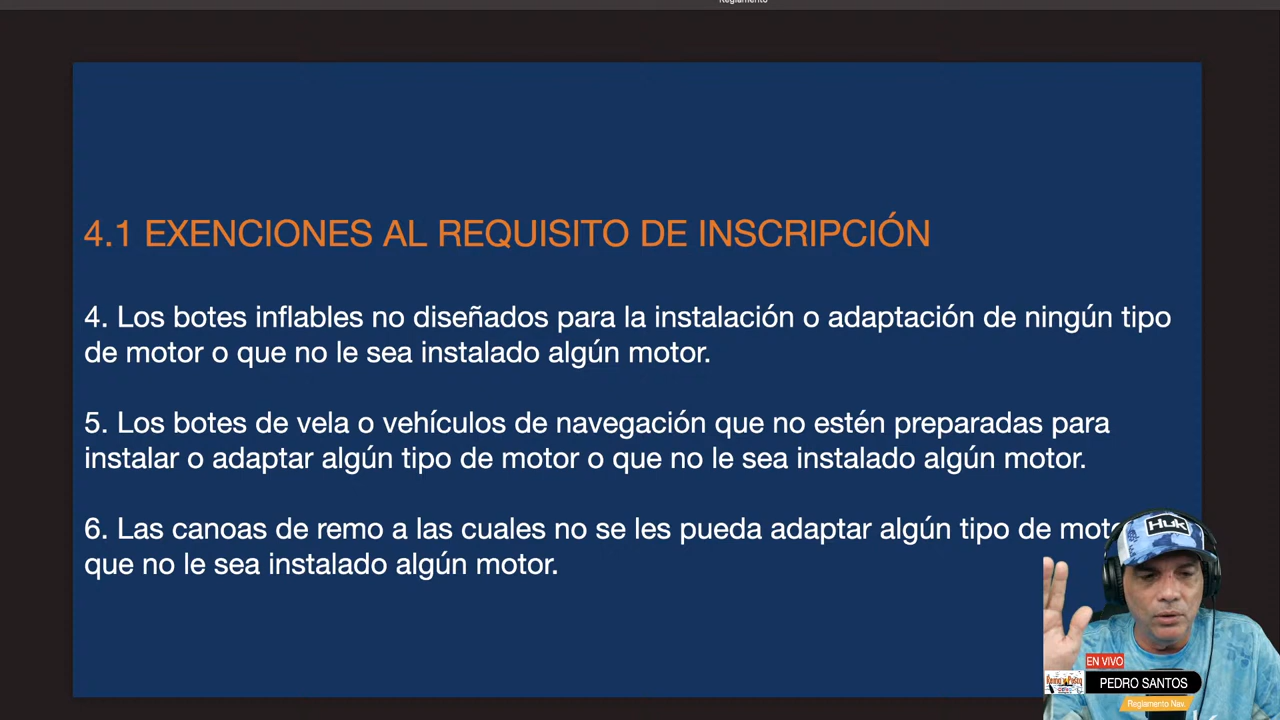 Reglamento
4.1 EXENCIONES AL REQUISITO DE INSCRIPCIÓN
4. Los botes inflables no diseñados para la instalación o adaptación de ningún tipo
de motor o que no le sea instalado algún motor.
5. Los botes de vela o vehículos de navegación que no estén preparadas para
instalar o adaptar algún tipo de motor o que no le sea instalado algún motor.
6. Las canoas de remo a las cuales no se les pueda adaptar algún tipo de
que no le sea instalado algún motor.
Huk
EN VIVO
PEDRO SANTOS
Reglamento Nav.